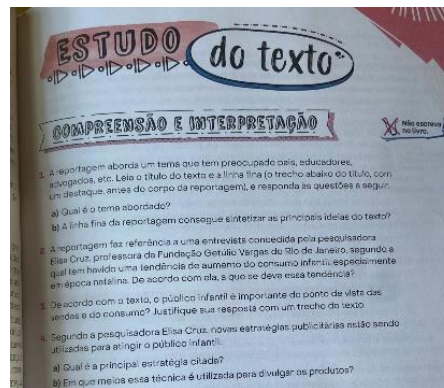 ESTUDO
do texto
COMPREENSÃO E INTERPRETAÇÃO
Não escreva
no livro.
1. A reportagem aborda um tema que tem preocupado pais, educadores,
advogados, etc. Leia o título do texto e a linha fina (o trecho abaixo do título, com
um destaque, antes do corpo da reportagem), e responda às questões a seguir.
a) Qual é o tema abordado?
b) A linha fina da reportagem consegue sintetizar as principais ideias do texto?
2. A reportagem faz referência a uma entrevista concedida pela pesquisadora
Elisa Cruz, professora da Fundação Getúlio Vargas do Rio de Janeiro, segundo a
qual tem havido uma tendência de aumento do consumo infantil, especialmente
em época natalina. De acordo com ela, a que se deve essa tendência?
3. De acordo com o texto, o público infantil é importante do ponto de vista das
vendas e do consumo? Justifique sua resposta com um trecho do texto.
4. Segundo a pesquisadora Elisa Cruz, novas estratégias publicitárias estão sendo
utilizadas para atingir o público infantil.
a) Qual é a principal estratégia citada?
b) Em que meios essa técnica é utilizada para divulgar os produtos?